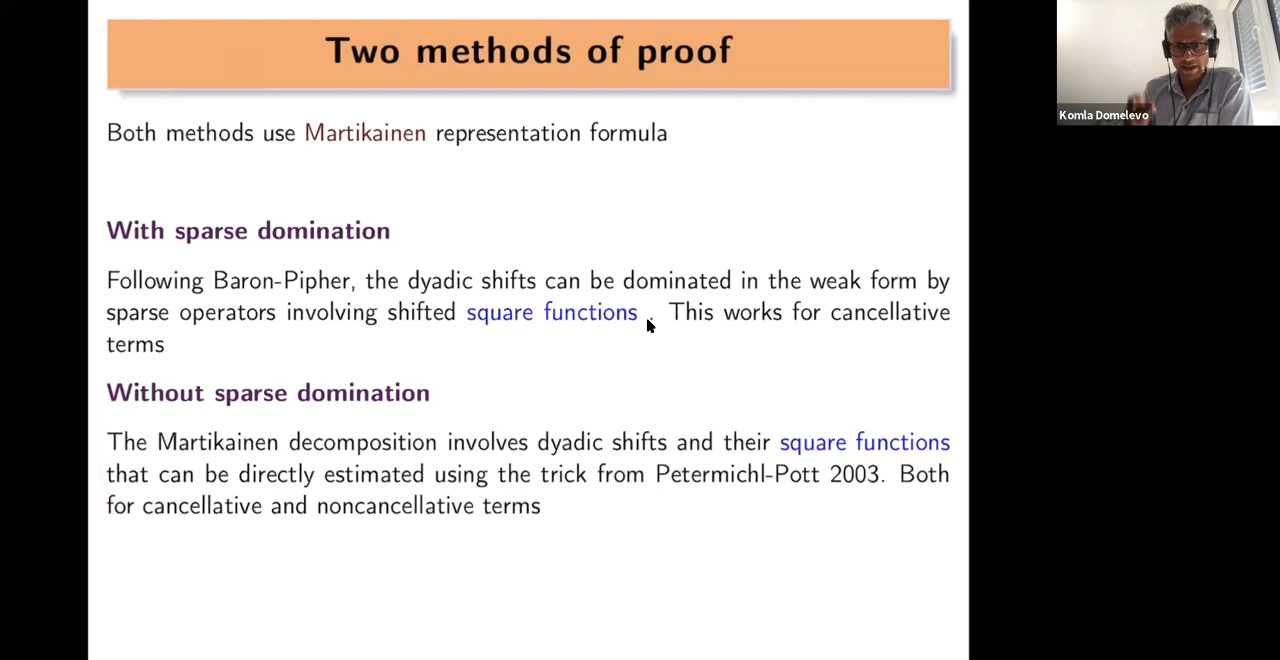 Two methods of proof
Komla Domelevo
Both methods use Martikainen representation formula
With sparse domination
Following Baron-Pipher, the dyadic shifts can be dominated in the weak form by
sparse operators involving shifted square functions . This works for cancellative
terms
Without sparse domination
The Martikainen decomposition involves dyadic shifts and their square functions
that can be directly estimated using the trick from Petermichl-Pott 2003. Both
for cancellative and noncancellative terms